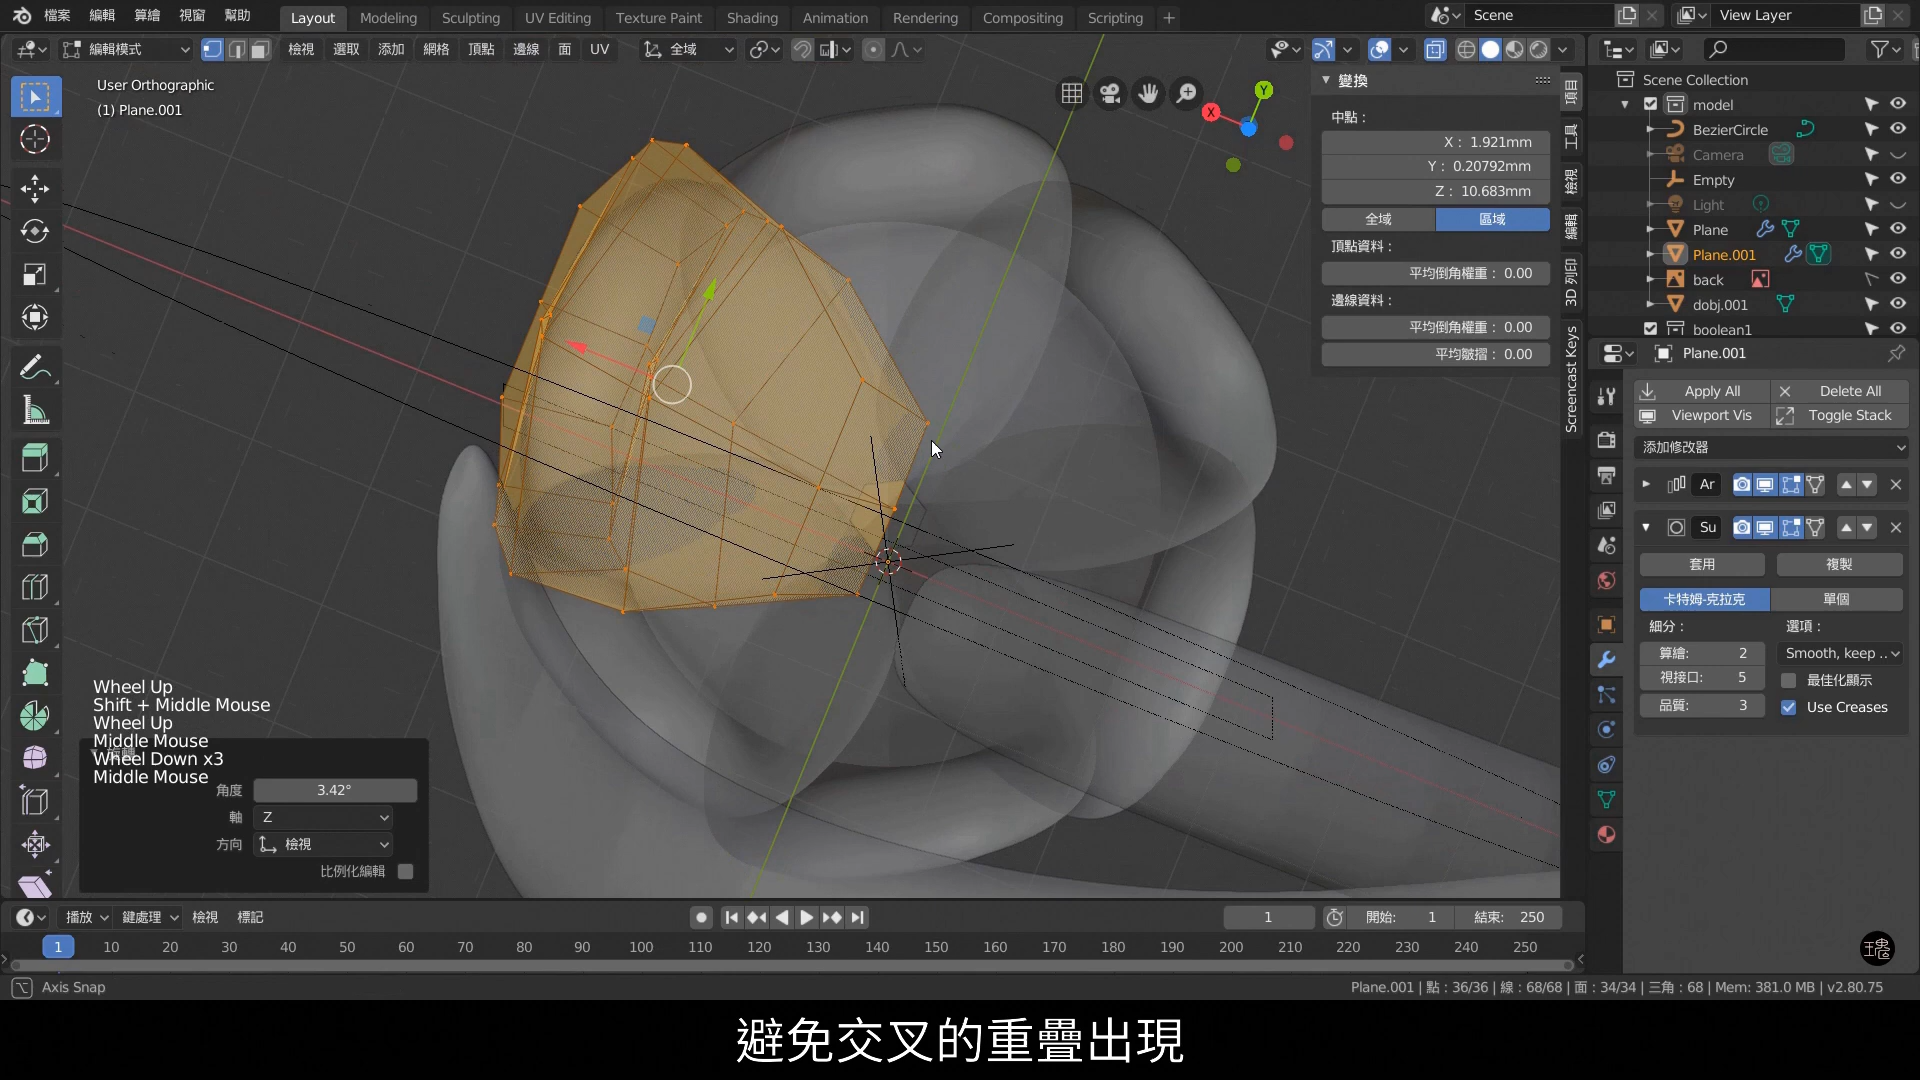 檔案 編輯 算繪 視窗 幫助 Layout Modeling Sculpting UV Editing Texture Paint Shading Animation Rendering Compositing Scripting + Scene View Layer
編輯模式 檢視 選取 添加 網格 頂點 邊線 面 UV 全域
User Orthographic
(1) Plane.001
X
Y
變換
中點 :
X : 1.921mm
Y : 0.20792mm
Z : 10.683mm
全域 區域
頂點資料 :
平均倒角權重 : 0.00
邊線資料 :
平均倒角權重 : 0.00
平均皺摺 : 0.00
項目
工具
檢視
編輯
3D 列印
Screencast Keys
Scene Collection
model
BezierCircle
Camera
Empty
Light
Plane
Plane.001
back
dobj.001
boolean1
Plane.001
Apply All Delete All
Viewport Vis Toggle Stack
添加修改器
Ar
Su
套用 複製
卡特姆-克拉克 單個
細分 : 選項 :
算繪: 2 Smooth, keep ..
視接口: 5 最佳化顯示
品質: 3 Use Creases
Wheel Up
Shift + Middle Mouse
Wheel Up
Middle Mouse
Wheel Down x3
Middle Mouse
角度 3.42°
軸 Z
方向 檢視
比例化編輯
播放 鍵處理 檢視 標記 1 開始: 1 結束: 250
1 10 20 30 40 50 60 70 80 90 100 110 120 130 140 150 160 170 180 190 200 210 220 230 240 250
Axis Snap Plane.001 | 點 : 36/36 | 線 : 68/68 | 面 : 34/34 | 三角 : 68 | Mem: 381.0 MB | v2.80.75
避免交叉的重疊出現